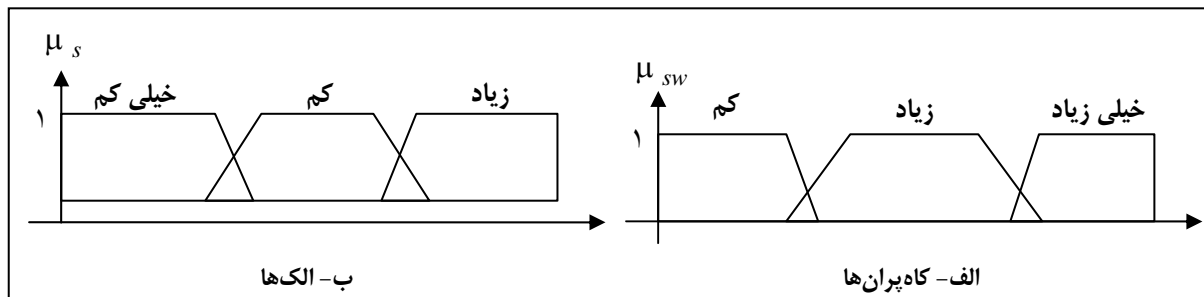 μ s
خیلی کم
کم
زیاد
۱
ب- الک‌ها
μ sw
کم
زیاد
خیلی زیاد
۱
الف- کاه‌پران‌ها